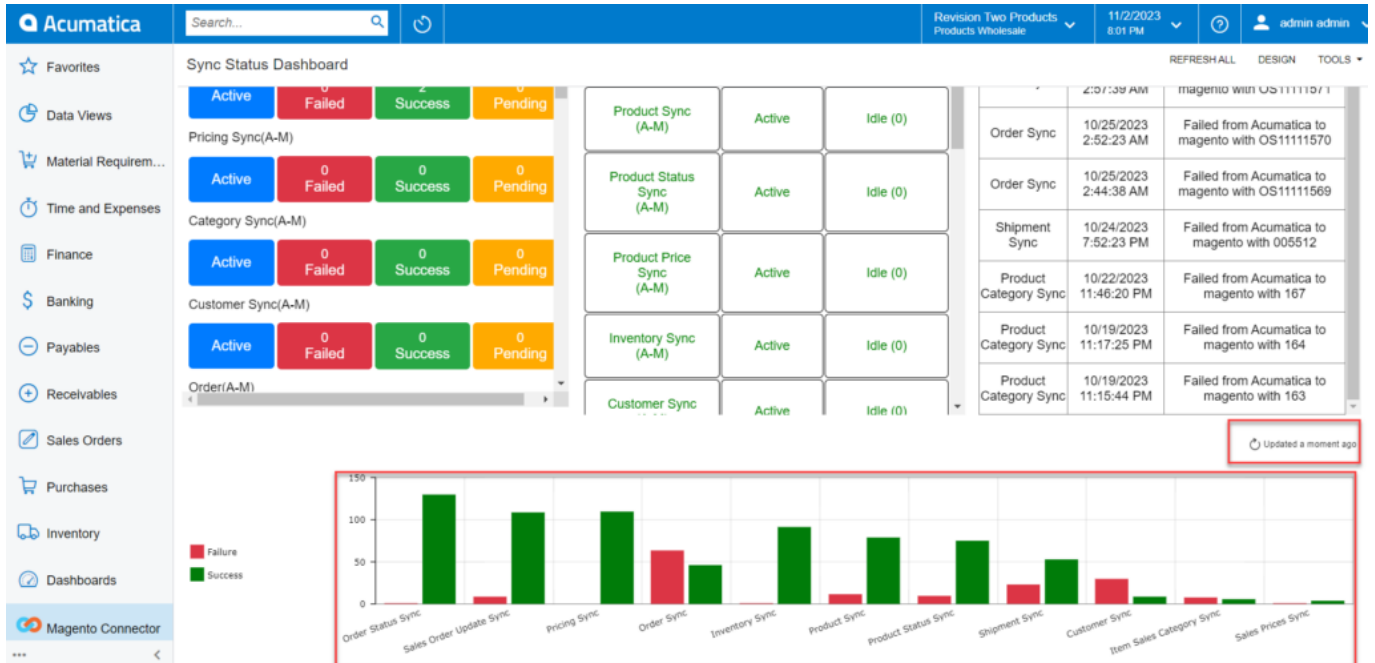 Acumatica
Search...
Revision Two Products
Products Wholesale
11/2/2023
8:01 PM
admin admin
Favorites
Data Views
Material Requirem...
Time and Expenses
Finance
Banking
Payables
Receivables
Sales Orders
Purchases
Inventory
Dashboards
Magento Connector
Sync Status Dashboard
REFRESH ALL DESIGN TOOLS
Active
0
Failed
2
Success
0
Pending
Pricing Sync(A-M)
Active
0
Failed
0
Success
0
Pending
Category Sync(A-M)
Active
0
Failed
0
Success
0
Pending
Customer Sync(A-M)
Active
0
Failed
0
Success
0
Pending
Order(A-M)
Product Sync
(A-M)
Active
Idle (0)
Product Status
Sync
(A-M)
Active
Idle (0)
Product Price
Sync
(A-M)
Active
Idle (0)
Inventory Sync
(A-M)
Active
Idle (0)
Customer Sync
Active
Idle (0)
2:57:39 AM
magento with OS11111571
Order Sync
10/25/2023
2:52:23 AM
Failed from Acumatica to
magento with OS11111570
Order Sync
10/25/2023
2:44:38 AM
Failed from Acumatica to
magento with OS11111569
Shipment
Sync
10/24/2023
7:52:23 PM
Failed from Acumatica to
magento with 005512
Product
Category Sync
10/22/2023
11:46:20 PM
Failed from Acumatica to
magento with 167
Product
Category Sync
10/19/2023
11:17:25 PM
Failed from Acumatica to
magento with 164
Product
Category Sync
10/19/2023
11:15:44 PM
Failed from Acumatica to
magento with 163
Updated a moment ago
Failure
Success
150
100
50
0
Order Status Sync
Sales Order Update Sync
Pricing Sync
Order Sync
Inventory Sync
Product Sync
Product Status Sync
Shipment Sync
Customer Sync
Item Sales Category Sync
Sales Prices Sync